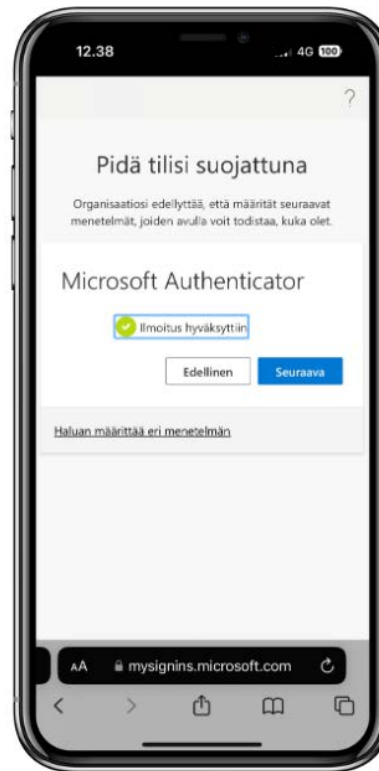 12.38
4G 100
?
Pidä tilisi suojattuna
Organisaatiosi edellyttää, että määrität seuraavat
menetelmät, joiden avulla voit todistaa, kuka olet.
Microsoft Authenticator
Ilmoitus hyväksyttiin
Edellinen
Seuraava
Haluan määrittää eri menetelmän
AA mysignins.microsoft.com